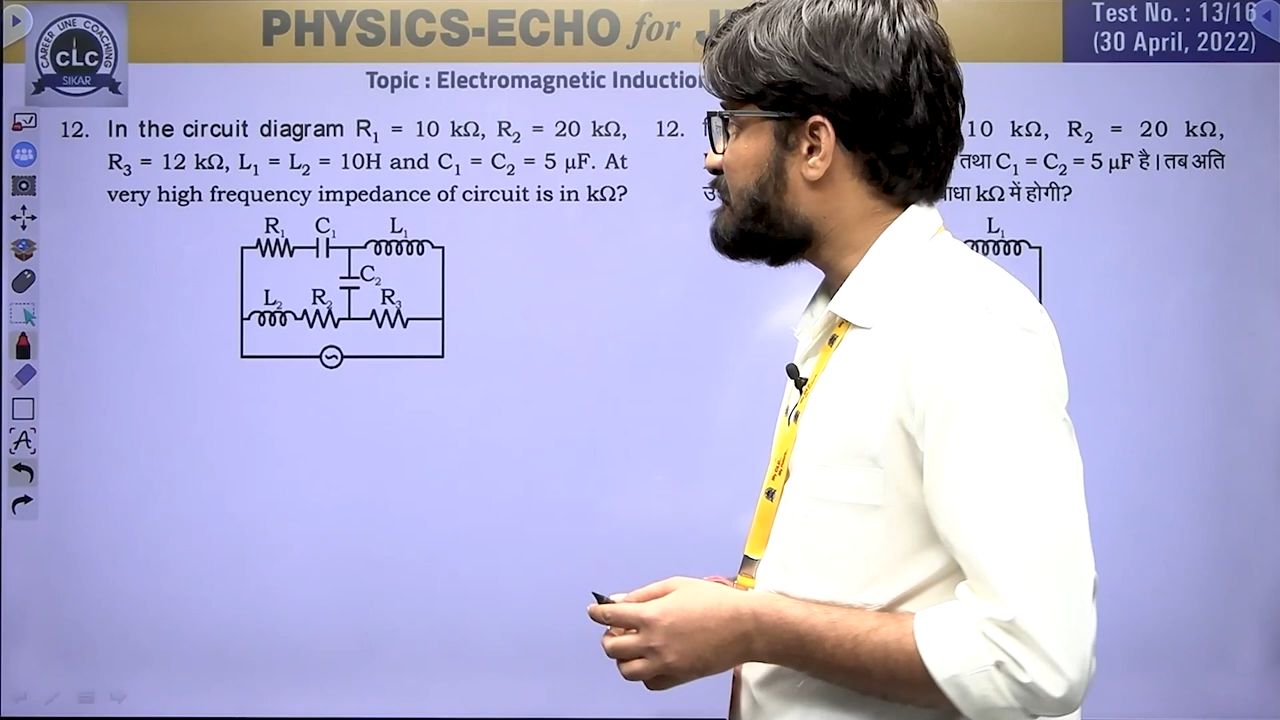 PHYSICS-ECHO for
Test No. : 13/16
(30 April, 2022)
CAREER LINE COACHING
CLC
SIKAR
Topic : Electromagnetic Induction
12. In the circuit diagram R₁ = 10 kΩ, R₂ = 20 kΩ,
R₃ = 12 kΩ, L₁ = L₂ = 10H and C₁ = C₂ = 5 μF. At
very high frequency impedance of circuit is in kΩ?
R₁ C₁ L₁
C₂
L₂ R₂ R₃
12. 10 kΩ, R₂ = 20 kΩ,
तथा C₁ = C₂ = 5 μF है। तब अति
kΩ में होगी?
L₁